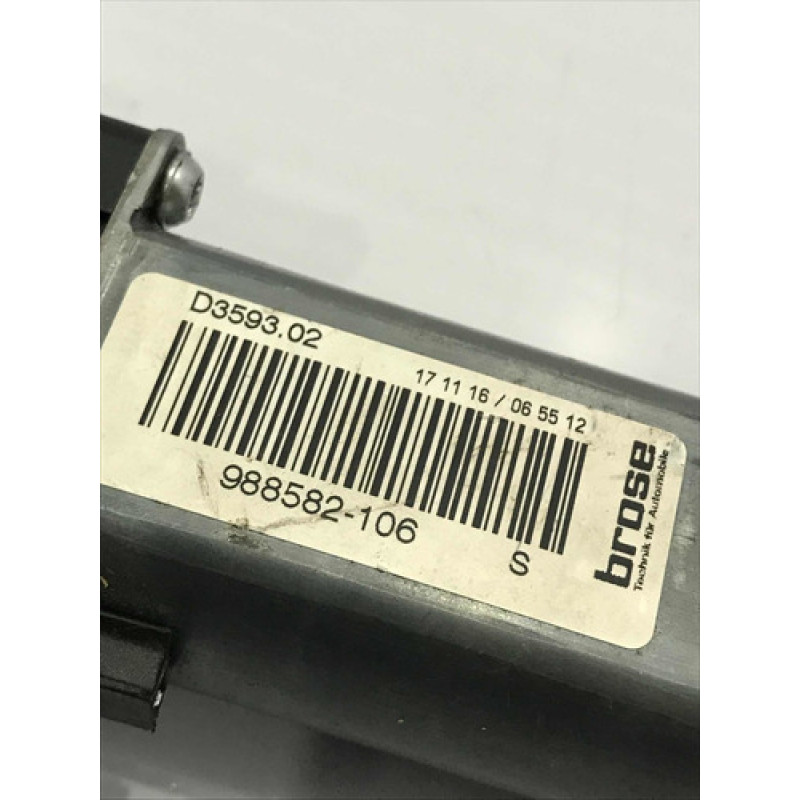 D3593.02
17 11 16 / 06 55 12
988582-106
S
brose
Technik für Automobile